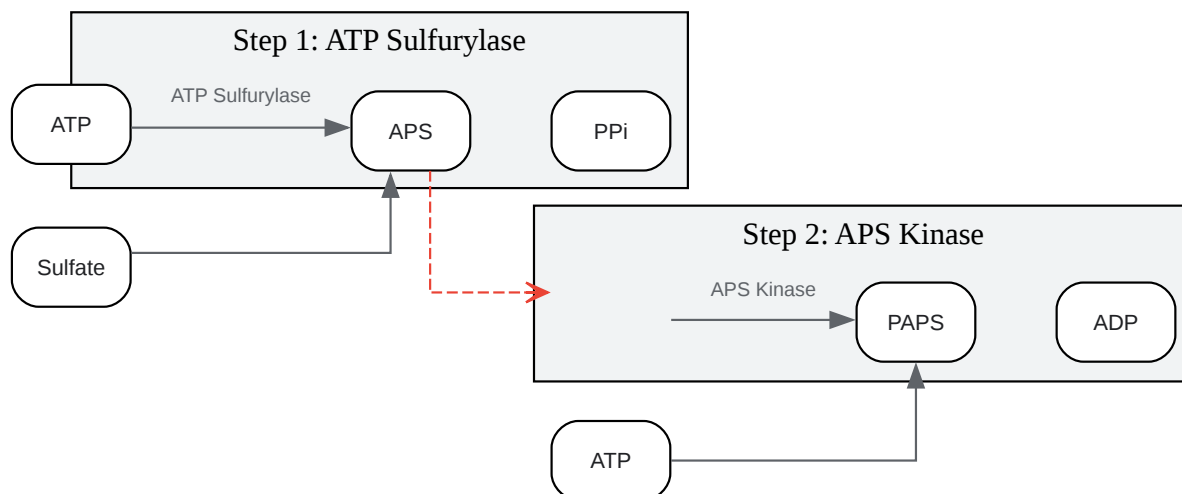 Step 1: ATP Sulfurylase
ATP Sulfurylase
ATP
APS
PPi
Sulfate
Step 2: APS Kinase
APS Kinase
PAPS
ADP
ATP